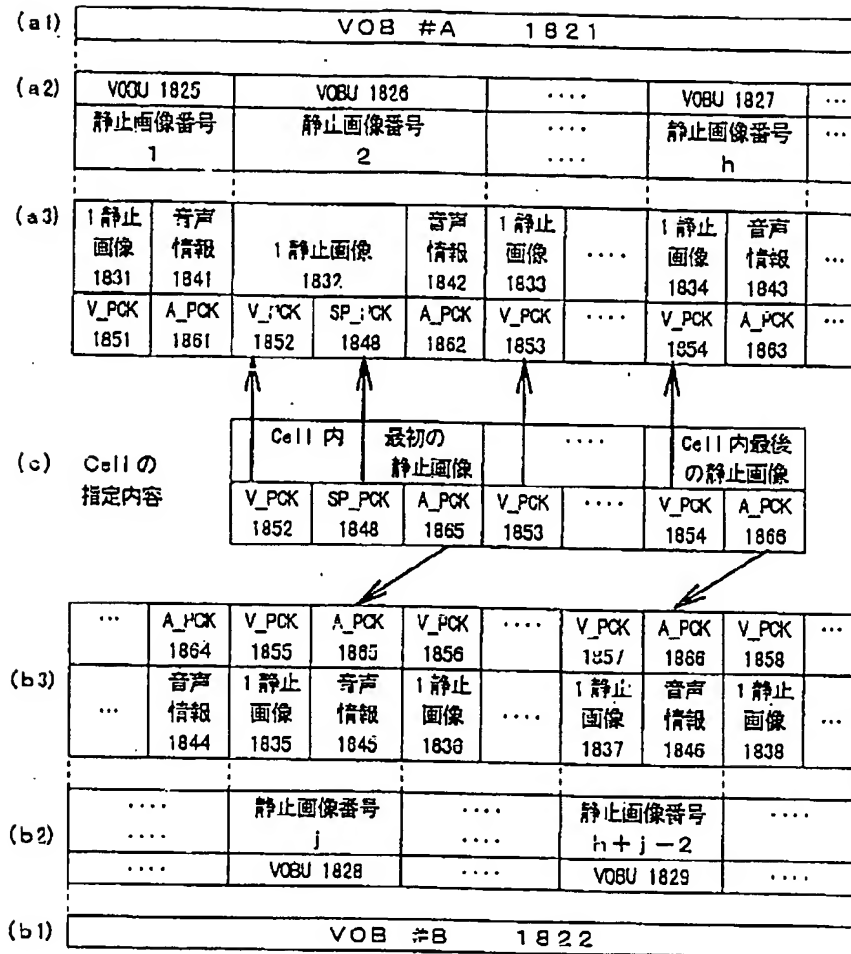 (a1) VOB #A 1821
(a2) VOBU 1825 VOBU 1826 ‥‥ VOBU 1827 …
静止画像番号 静止画像番号 ‥‥ 静止画像番号 …
1 2 ‥‥ h
(a3) 1静止 音声 1静止画像 音声 1静止 ‥‥ 1静止 音声 …
画像 情報 1832 情報 画像 画像 情報
1831 1841 1842 1833 1834 1843
V_PCK V_PCK SP_PCK A_PCK V_PCK ‥‥ V_PCK A_PCK …
1851 A_PCK 1861 1852 1848 1862 1853 1854 1863
(c) Cellの
指定内容
Cell内 最初の ‥‥ Cell内最後
静止画像 の静止画像
V_PCK SP_PCK A_PCK V_PCK ‥‥ V_PCK A_PCK
1852 1848 1865 1853 1854 1866
… A_PCK V_PCK A_PCK V_PCK ‥‥ V_PCK A_PCK V_PCK …
1864 1855 1865 1856 1857 1866 1858
(b3) … 音声 1静止 音声 1静止 ‥‥ 1静止 音声 1静止 …
情報 画像 情報 画像 画像 情報 画像
1844 1835 1845 1836 1837 1846 1838
‥‥ 静止画像番号 ‥‥ 静止画像番号 ‥‥
(b2) ‥‥ j ‥‥ h+j-2 ‥‥
‥‥ VOBU 1828 ‥‥ VOBU 1829 ‥‥
(b1) VOB #B 1822